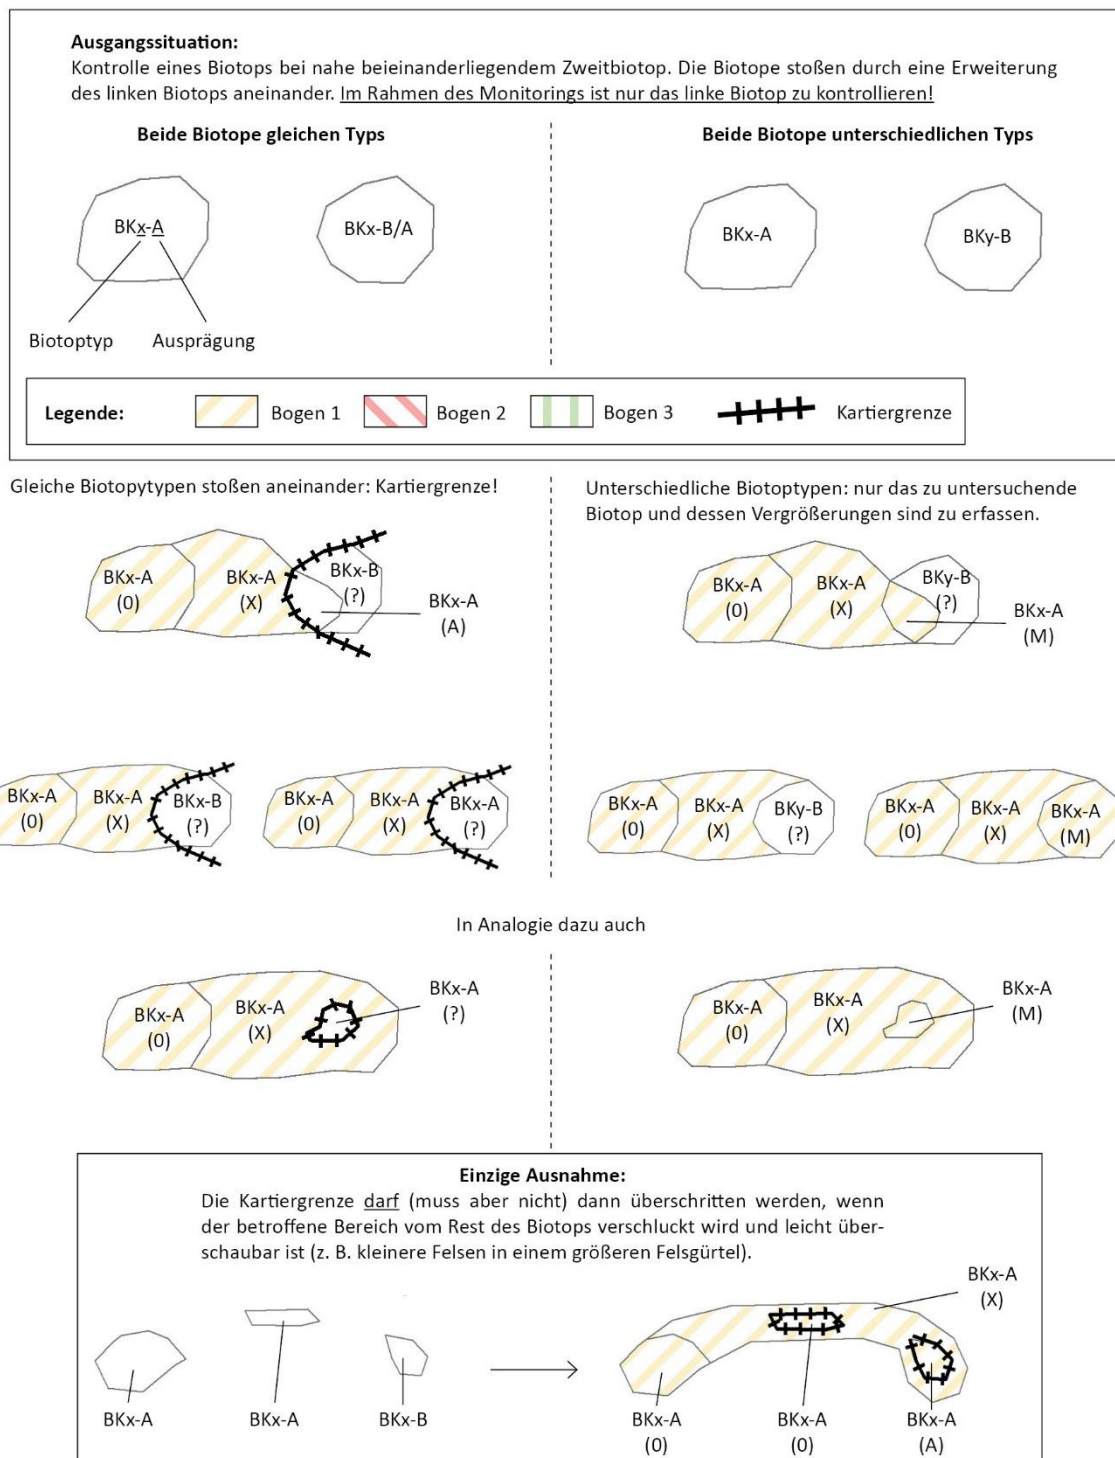 Ausgangssituation:
Kontrolle eines Biotops bei nahe beieinanderliegendem Zweitbiotop. Die Biotope stoßen durch eine Erweiterung
des linken Biotops aneinander. Im Rahmen des Monitorings ist nur das linke Biotop zu kontrollieren!
Beide Biotope gleichen Typs
Beide Biotope unterschiedlichen Typs
BKx-A
BKx-B/A
BKx-A
BKy-B
Biotoptyp
Ausprägung
Legende:
Bogen 1
Bogen 2
Bogen 3
Kartiergrenze
Gleiche Biotopytypen stoßen aneinander: Kartiergrenze!
Unterschiedliche Biotoptypen: nur das zu untersuchende
Biotop und dessen Vergrößerungen sind zu erfassen.
BKx-A
(0)
BKx-A
(X)
BKx-B
(?)
BKx-A
(A)
BKx-A
(0)
BKx-A
(X)
BKy-B
(?)
BKx-A
(M)
BKx-A
(0)
BKx-A
(X)
BKx-B
(?)
BKx-A
(0)
BKx-A
(X)
BKx-A
(?)
BKx-A
(0)
BKx-A
(X)
BKy-B
(?)
BKx-A
(0)
BKx-A
(X)
BKx-A
(M)
In Analogie dazu auch
BKx-A
(0)
BKx-A
(X)
BKx-A
(?)
BKx-A
(0)
BKx-A
(X)
BKx-A
(M)
Einzige Ausnahme:
Die Kartiergrenze darf (muss aber nicht) dann überschritten werden, wenn
der betroffene Bereich vom Rest des Biotops verschluckt wird und leicht über-
schaubar ist (z. B. kleinere Felsen in einem größeren Felsgürtel).
BKx-A
BKx-A
BKx-B
BKx-A
(X)
BKx-A
(0)
BKx-A
(0)
BKx-A
(A)